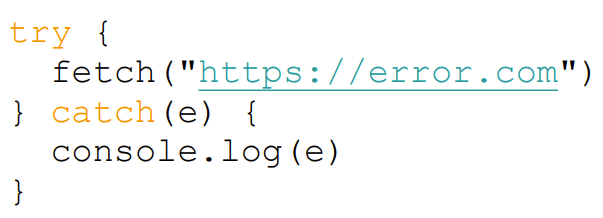 try {
  fetch("https://error.com")
} catch(e) {
  console.log(e)
}